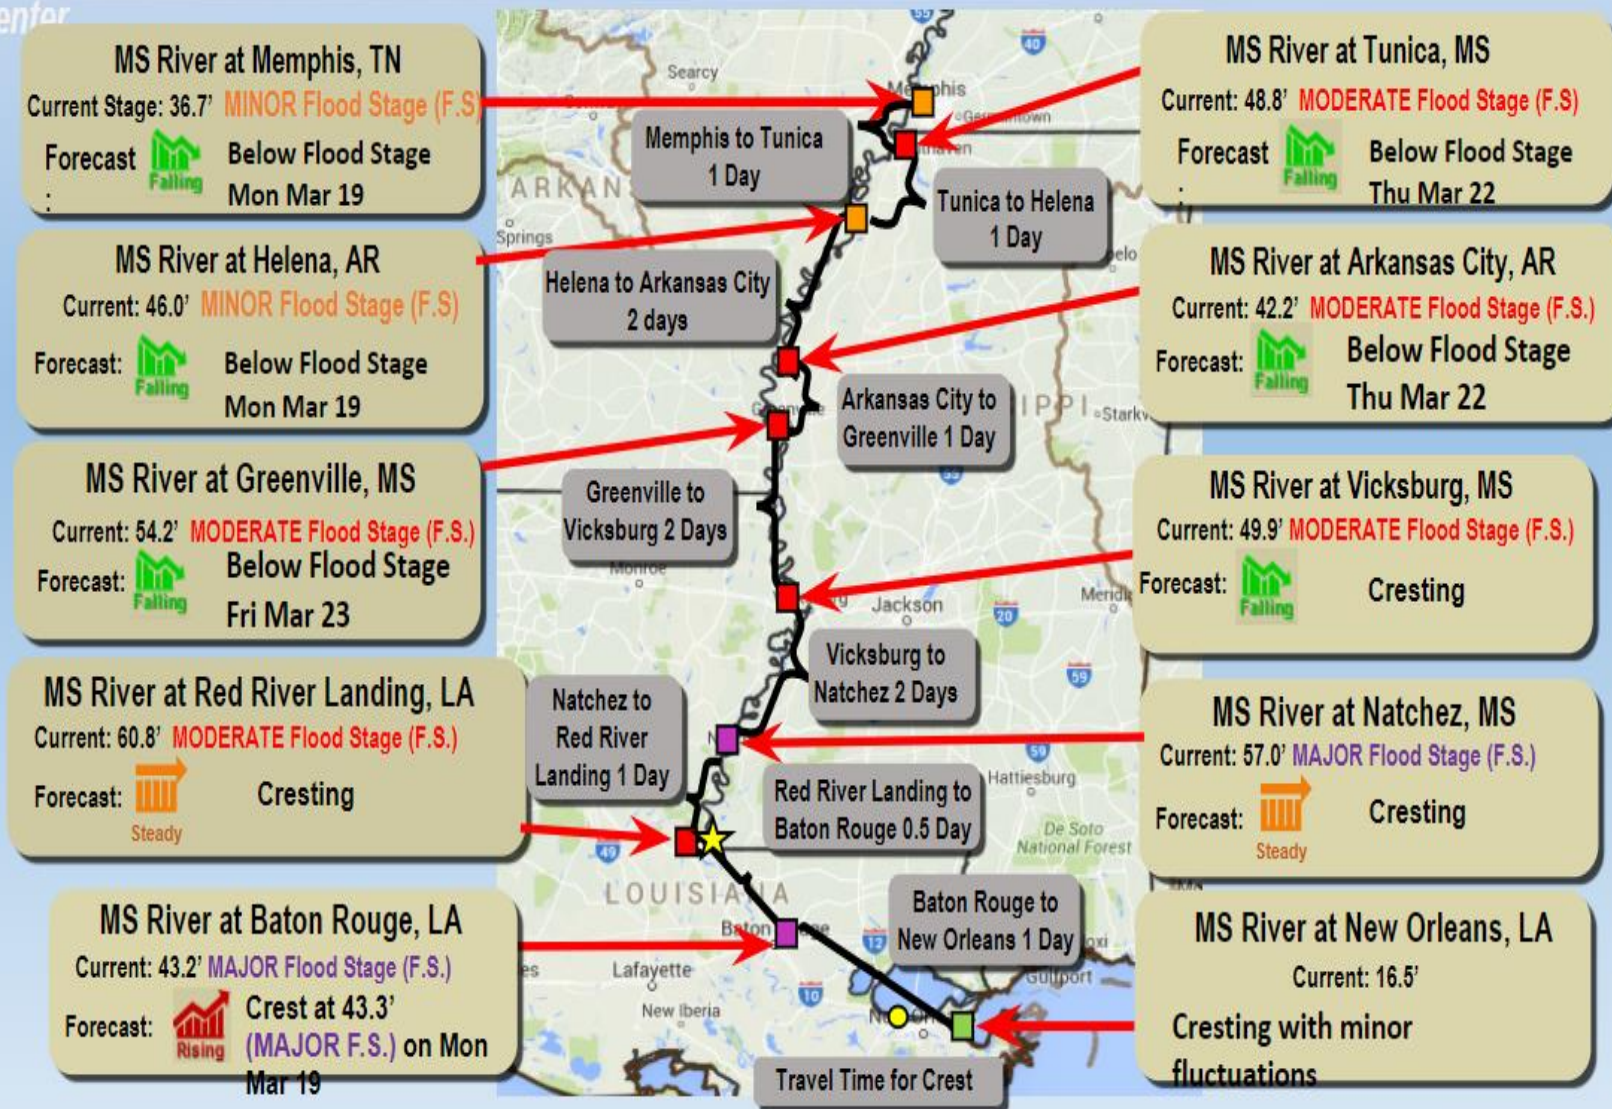 MS River at Memphis, TN
Current Stage: 36.7’ MINOR Flood Stage (F.S)
Forecast
:
Falling
Below Flood Stage
Mon Mar 19
MS River at Helena, AR
Current: 46.0’ MINOR Flood Stage (F.S)
Forecast:
Falling
Below Flood Stage
Mon Mar 19
MS River at Greenville, MS
Current: 54.2’ MODERATE Flood Stage (F.S.)
Forecast:
Falling
Below Flood Stage
Fri Mar 23
MS River at Red River Landing, LA
Current: 60.8’ MODERATE Flood Stage (F.S.)
Forecast:
Steady
Cresting
MS River at Baton Rouge, LA
Current: 43.2’ MAJOR Flood Stage (F.S.)
Forecast:
Rising
Crest at 43.3’
(MAJOR F.S.) on Mon
Mar 19
55
40
Searcy
Memphis to Tunica
1 Day
Tunica to Helena
1 Day
Springs
Helena to Arkansas City
2 days
Arkansas City to
Greenville 1 Day
Greenville to
Vicksburg 2 Days
55
Monroe
Jackson
20
Vicksburg to
Natchez 2 Days
59
Natchez to
Red River
Landing 1 Day
59
Hattiesburg
Red River Landing to
Baton Rouge 0.5 Day
De Soto
National Forest
49
LOUISIANA
Baton Rouge to
New Orleans 1 Day
12
Lafayette
Gulfport
10
New Iberia
Travel Time for Crest
MS River at Tunica, MS
Current: 48.8’ MODERATE Flood Stage (F.S)
Forecast
:
Falling
Below Flood Stage
Thu Mar 22
MS River at Arkansas City, AR
Current: 42.2’ MODERATE Flood Stage (F.S.)
Forecast:
Falling
Below Flood Stage
Thu Mar 22
MS River at Vicksburg, MS
Current: 49.9’ MODERATE Flood Stage (F.S.)
Forecast:
Falling
Cresting
MS River at Natchez, MS
Current: 57.0’ MAJOR Flood Stage (F.S.)
Forecast:
Steady
Cresting
MS River at New Orleans, LA
Current: 16.5’
Cresting with minor
fluctuations